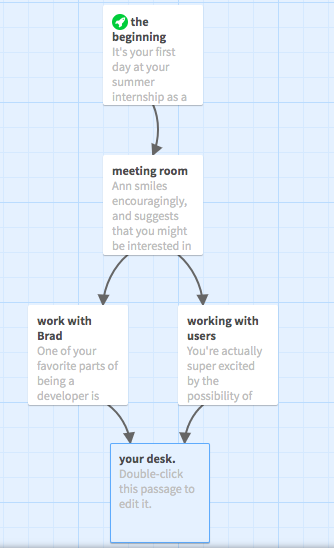 the
beginning
It's your first
day at your
summer
internship as a
meeting room
Ann smiles
encouragingly,
and suggests
that you might
be interested in
work with
Brad
One of your
favorite parts of
being a
developer is
working with
users
You're actually
super excited
by the
possibility of
your desk.
Double-click
this passage to
edit it.